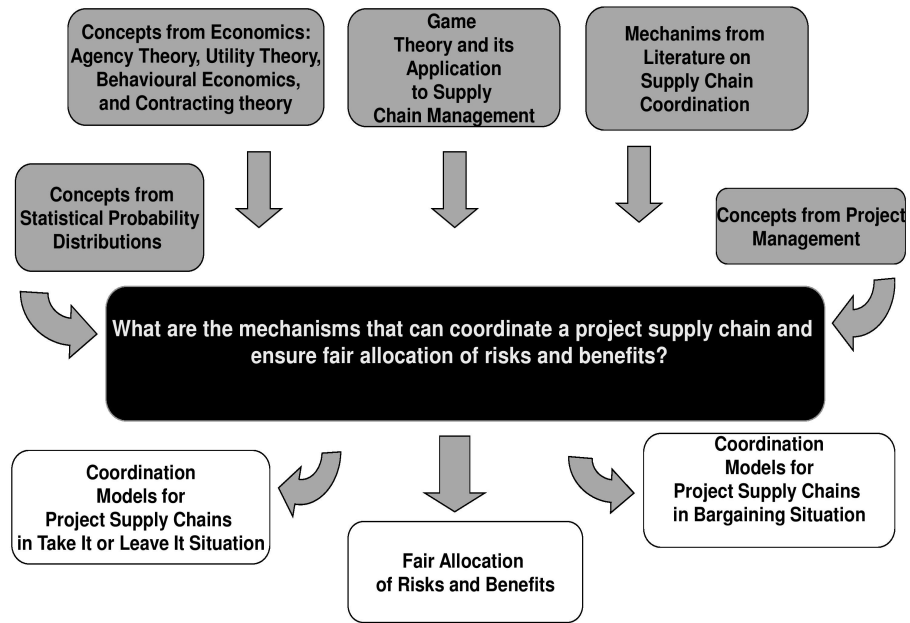 Concepts from Economics:
Agency Theory, Utility Theory,
Behavioural Economics,
and Contracting theory
Game
Theory and its
Application
to Supply
Chain Management
Mechanims from
Literature on
Supply Chain
Coordination
Concepts from
Statistical Probability
Distributions
Concepts from Project
Management
What are the mechanisms that can coordinate a project supply chain and
ensure fair allocation of risks and benefits?
Coordination
Models for
Project Supply Chains
in Take It or Leave It Situation
Fair Allocation
of Risks and Benefits
Coordination
Models for
Project Supply Chains
in Bargaining Situation